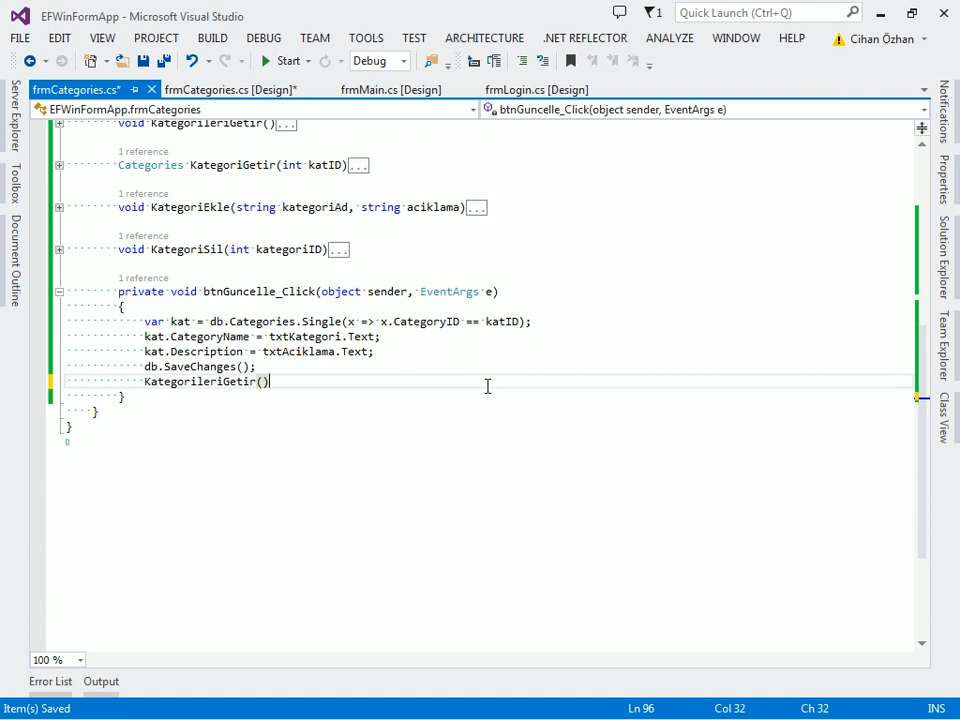 EFWinFormApp - Microsoft Visual Studio
1
Quick Launch (Ctrl+Q)
FILE EDIT VIEW PROJECT BUILD DEBUG TEAM TOOLS TEST ARCHITECTURE .NET REFLECTOR ANALYZE WINDOW HELP Cihan Özhan
Start Debug
frmCategories.cs* frmCategories.cs [Design]* frmMain.cs [Design] frmLogin.cs [Design]
EFWinFormApp.frmCategories btnGuncelle_Click(object sender, EventArgs e)
void KategorileriGetir()...
1 reference
Categories KategoriGetir(int katID)...
1 reference
void KategoriEkle(string kategoriAd, string aciklama)...
1 reference
void KategoriSil(int kategoriID)...
1 reference
private void btnGuncelle_Click(object sender, EventArgs e)
{
var kat = db.Categories.Single(x => x.CategoryID == katID);
kat.CategoryName = txtKategori.Text;
kat.Description = txtAciklama.Text;
db.SaveChanges();
KategorileriGetir()
}
}
}
Server Explorer
Toolbox
Document Outline
Notifications
Properties
Solution Explorer
Team Explorer
Class View
100 %
Error List Output
Item(s) Saved Ln 96 Col 32 Ch 32 INS